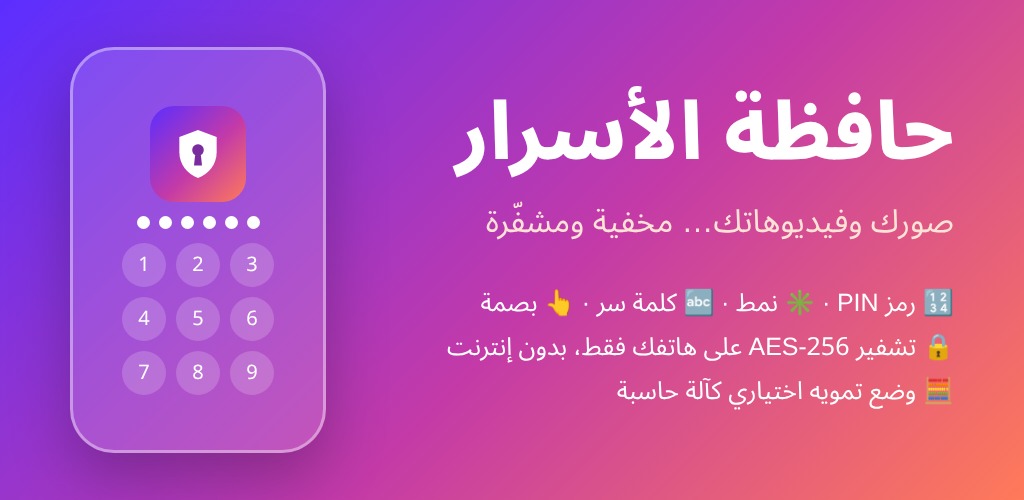 حافظة الأسرار
صورك وفيديوهاتك... مخفية ومشفّرة
🔢 رمز PIN · ✳️ نمط · 🔤 كلمة سر · 👆 بصمة
🔒 تشفير AES-256 على هاتفك فقط، بدون إنترنت
🧮 وضع تمويه اختياري كآلة حاسبة
1 2 3
4 5 6
7 8 9